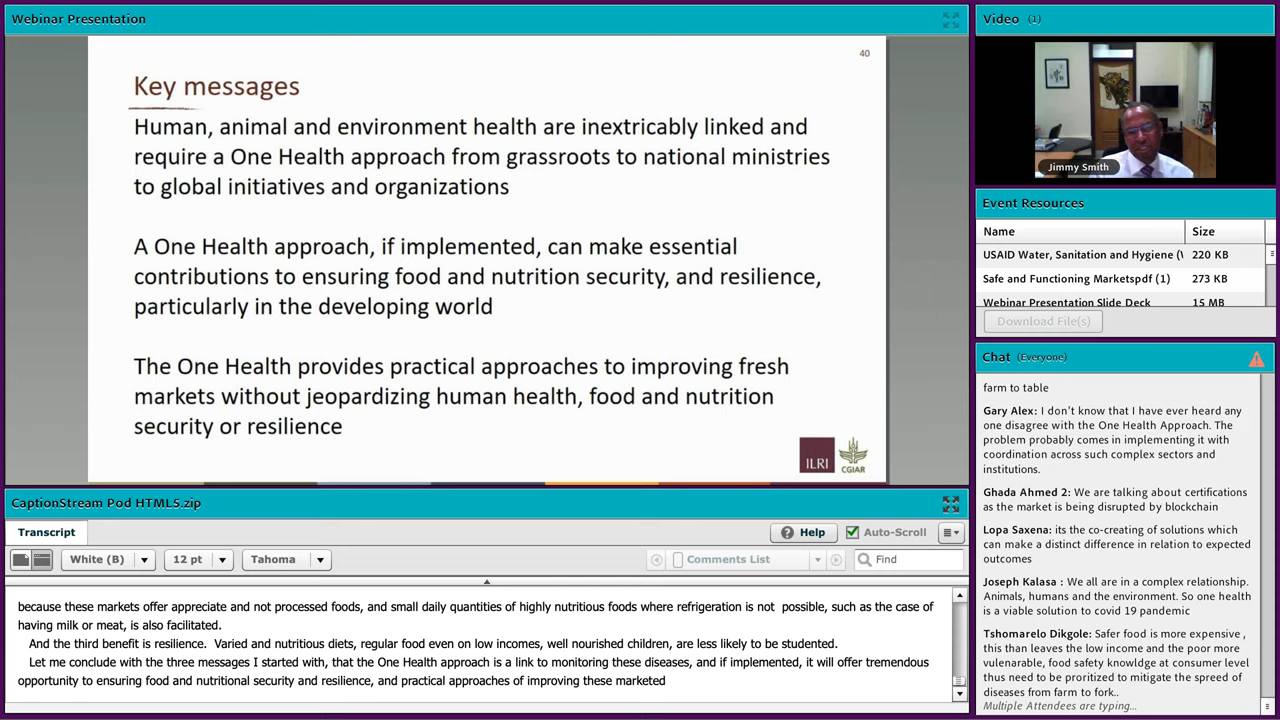 Webinar Presentation
40
Key messages
Human, animal and environment health are inextricably linked and
require a One Health approach from grassroots to national ministries
to global initiatives and organizations
A One Health approach, if implemented, can make essential
contributions to ensuring food and nutrition security, and resilience,
particularly in the developing world
The One Health provides practical approaches to improving fresh
markets without jeopardizing human health, food and nutrition
security or resilience
ILRI
CGIAR
CaptionStream Pod HTML5.zip
Transcript
Help
Auto-Scroll
White (B)
12 pt
Tahoma
Comments List
Find
because these markets offer appreciate and not processed foods, and small daily quantities of highly nutritious foods where refrigeration is not possible, such as the case of
having milk or meat, is also facilitated.
And the third benefit is resilience. Varied and nutritious diets, regular food even on low incomes, well nourished children, are less likely to be studented.
Let me conclude with the three messages I started with, that the One Health approach is a link to monitoring these diseases, and if implemented, it will offer tremendous
opportunity to ensuring food and nutritional security and resilience, and practical approaches of improving these marketed
Video (1)
Jimmy Smith
Event Resources
Name Size
USAID Water, Sanitation and Hygiene (\ 220 KB
Safe and Functioning Marketspdf (1) 273 KB
Webinar Presentation Slide Deck 15 MB
Download File(s)
Chat (Everyone)
farm to table
Gary Alex: I don't know that I have ever heard any
one disagree with the One Health Approach. The
problem probably comes in implementing it with
coordination across such complex sectors and
institutions.
Ghada Ahmed 2: We are talking about certifications
as the market is being disrupted by blockchain
Lopa Saxena: its the co-creating of solutions which
can make a distinct difference in relation to expected
outcomes
Joseph Kalasa : We all are in a complex relationship.
Animals, humans and the environment. So one health
is a viable solution to covid 19 pandemic
Tshomarelo Dikgole: Safer food is more expensive ,
this than leaves the low income and the poor more
vulenarable, food safety knowldge at consumer level
thus need to be prioritized to mitigate the spread of
diseases from farm to fork..
Multiple Attendees are typing...